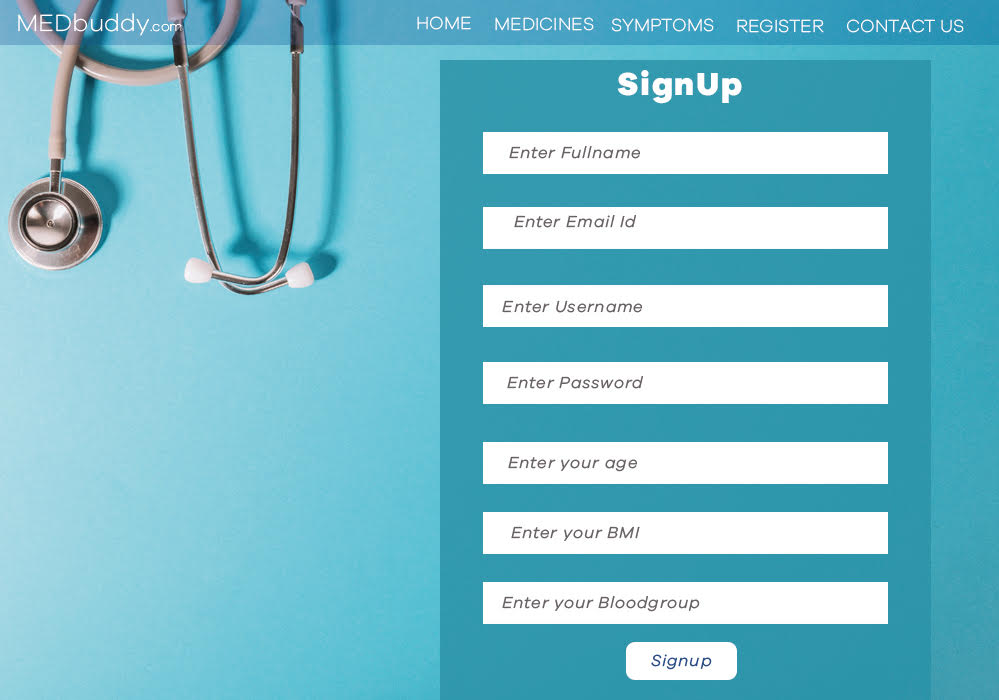 MEDbuddy.com HOME MEDICINES SYMPTOMS REGISTER CONTACT US
SignUp
Enter Fullname
Enter Email Id
Enter Username
Enter Password
Enter your age
Enter your BMI
Enter your Bloodgroup
Signup